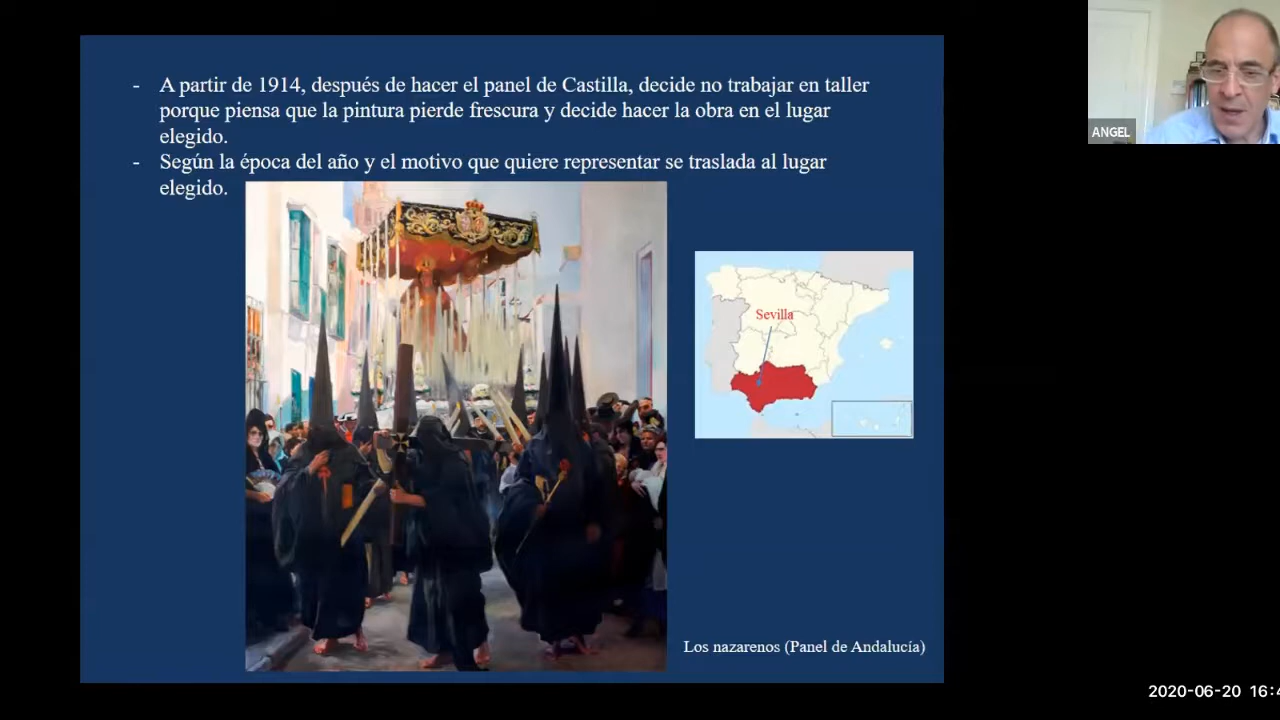 - A partir de 1914, después de hacer el panel de Castilla, decide no trabajar en taller
porque piensa que la pintura pierde frescura y decide hacer la obra en el lugar
elegido.
- Según la época del año y el motivo que quiere representar se traslada al lugar
elegido.
Sevilla
Los nazarenos (Panel de Andalucía)
ANGEL
2020-06-20 16:4